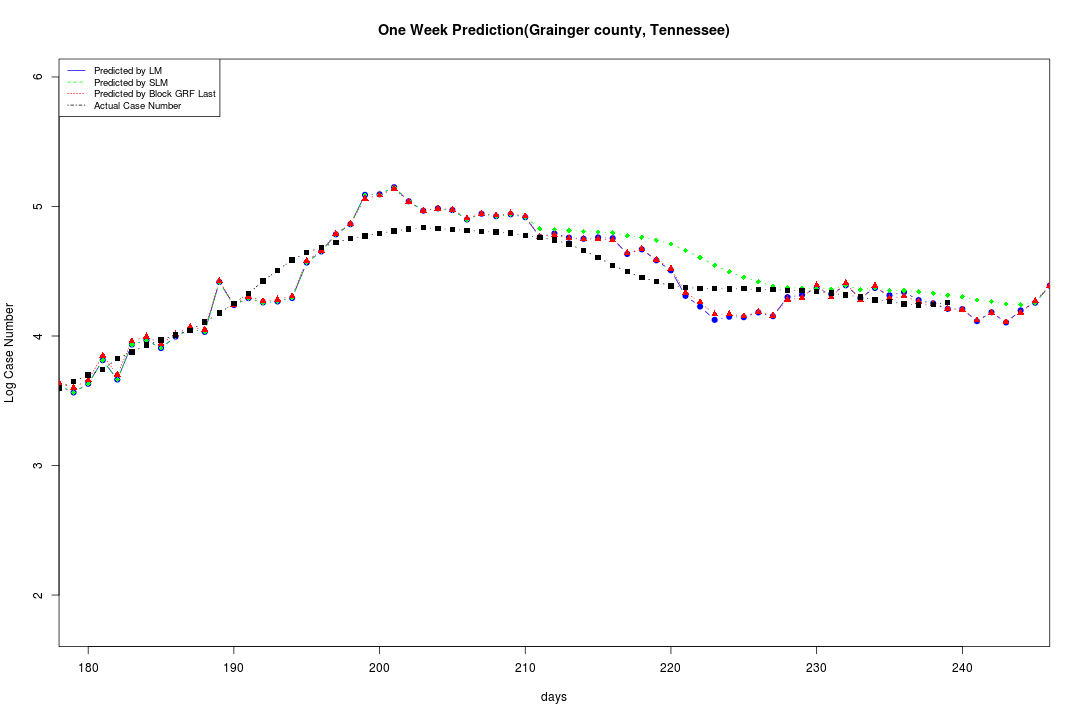 One Week Prediction(Grainger county, Tennessee)
Predicted by LM
Predicted by SLM
Predicted by Block GRF Last
Actual Case Number
Log Case Number
6
5
4
3
2
180 190 200 210 220 230 240
days